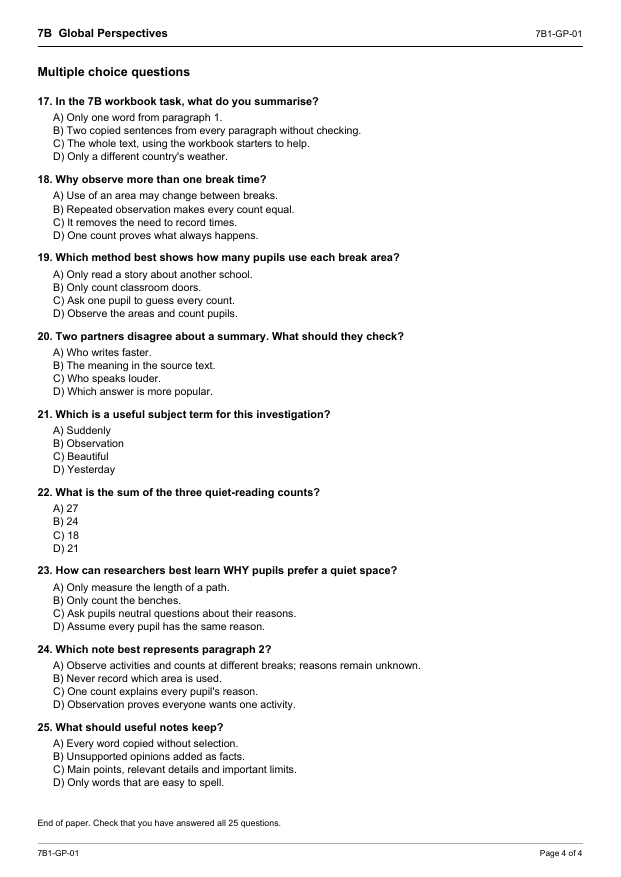 7B Global Perspectives
7B1-GP-01
Multiple choice questions
17. In the 7B workbook task, what do you summarise?
A) Only one word from paragraph 1.
B) Two copied sentences from every paragraph without checking.
C) The whole text, using the workbook starters to help.
D) Only a different country's weather.
18. Why observe more than one break time?
A) Use of an area may change between breaks.
B) Repeated observation makes every count equal.
C) It removes the need to record times.
D) One count proves what always happens.
19. Which method best shows how many pupils use each break area?
A) Only read a story about another school.
B) Only count classroom doors.
C) Ask one pupil to guess every count.
D) Observe the areas and count pupils.
20. Two partners disagree about a summary. What should they check?
A) Who writes faster.
B) The meaning in the source text.
C) Who speaks louder.
D) Which answer is more popular.
21. Which is a useful subject term for this investigation?
A) Suddenly
B) Observation
C) Beautiful
D) Yesterday
22. What is the sum of the three quiet-reading counts?
A) 27
B) 24
C) 18
D) 21
23. How can researchers best learn WHY pupils prefer a quiet space?
A) Only measure the length of a path.
B) Only count the benches.
C) Ask pupils neutral questions about their reasons.
D) Assume every pupil has the same reason.
24. Which note best represents paragraph 2?
A) Observe activities and counts at different breaks; reasons remain unknown.
B) Never record which area is used.
C) One count explains every pupil's reason.
D) Observation proves everyone wants one activity.
25. What should useful notes keep?
A) Every word copied without selection.
B) Unsupported opinions added as facts.
C) Main points, relevant details and important limits.
D) Only words that are easy to spell.
End of paper. Check that you have answered all 25 questions.
7B1-GP-01
Page 4 of 4